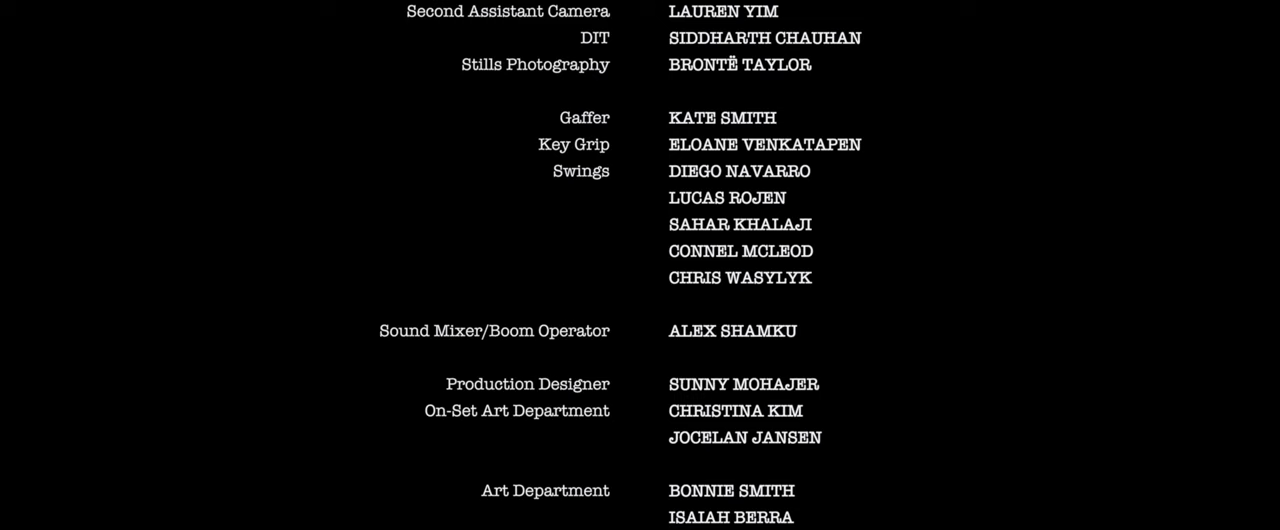 Second Assistant Camera LAUREN YIM
DIT SIDDHARTH CHAUHAN
Stills Photography BRONTË TAYLOR
Gaffer KATE SMITH
Key Grip ELOANE VENKATAPEN
Swings DIEGO NAVARRO
LUCAS ROJEN
SAHAR KHALAJI
CONNEL MCLEOD
CHRIS WASYLYK
Sound Mixer/Boom Operator ALEX SHAMKU
Production Designer SUNNY MOHAJER
On-Set Art Department CHRISTINA KIM
JOCELAN JANSEN
Art Department BONNIE SMITH
ISAIAH BERRA